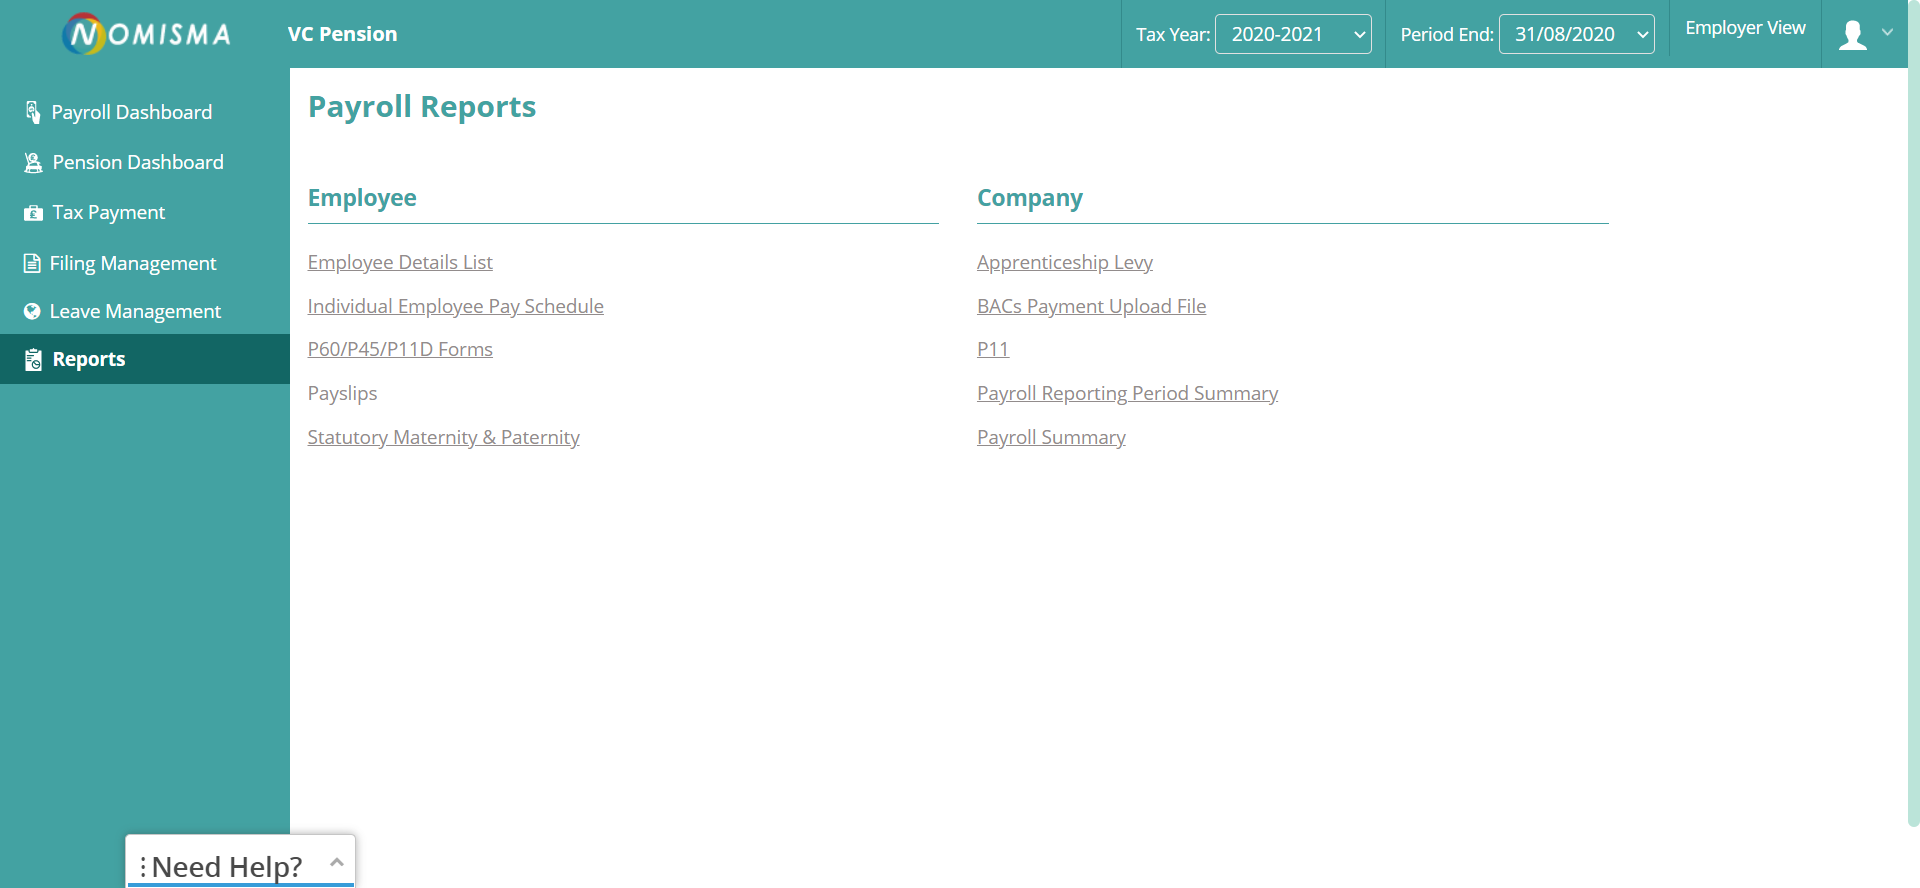 NOMISMA
VC Pension
Tax Year: 2020-2021
Period End: 31/08/2020
Employer View
Payroll Dashboard
Pension Dashboard
Tax Payment
Filing Management
Leave Management
Reports
Payroll Reports
Employee
Employee Details List
Individual Employee Pay Schedule
P60/P45/P11D Forms
Payslips
Statutory Maternity & Paternity
Company
Apprenticeship Levy
BACs Payment Upload File
P11
Payroll Reporting Period Summary
Payroll Summary
Need Help?